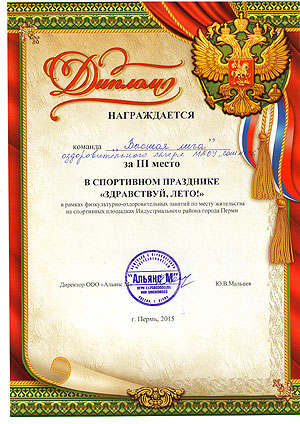 Диплом
НАГРАЖДАЕТСЯ
команда „Высшая лига"
оздоровительного лагеря МАОУ
за III место
В СПОРТИВНОМ ПРАЗДНИКЕ
«ЗДРАВСТВУЙ, ЛЕТО!»
в рамках физкультурно-оздоровительных занятий по месту жительства
на спортивных площадках Индустриального района города Перми
"Альянс М"
Директор ООО «Альянс М Ю.В.Мальцев
г. Пермь, 2015